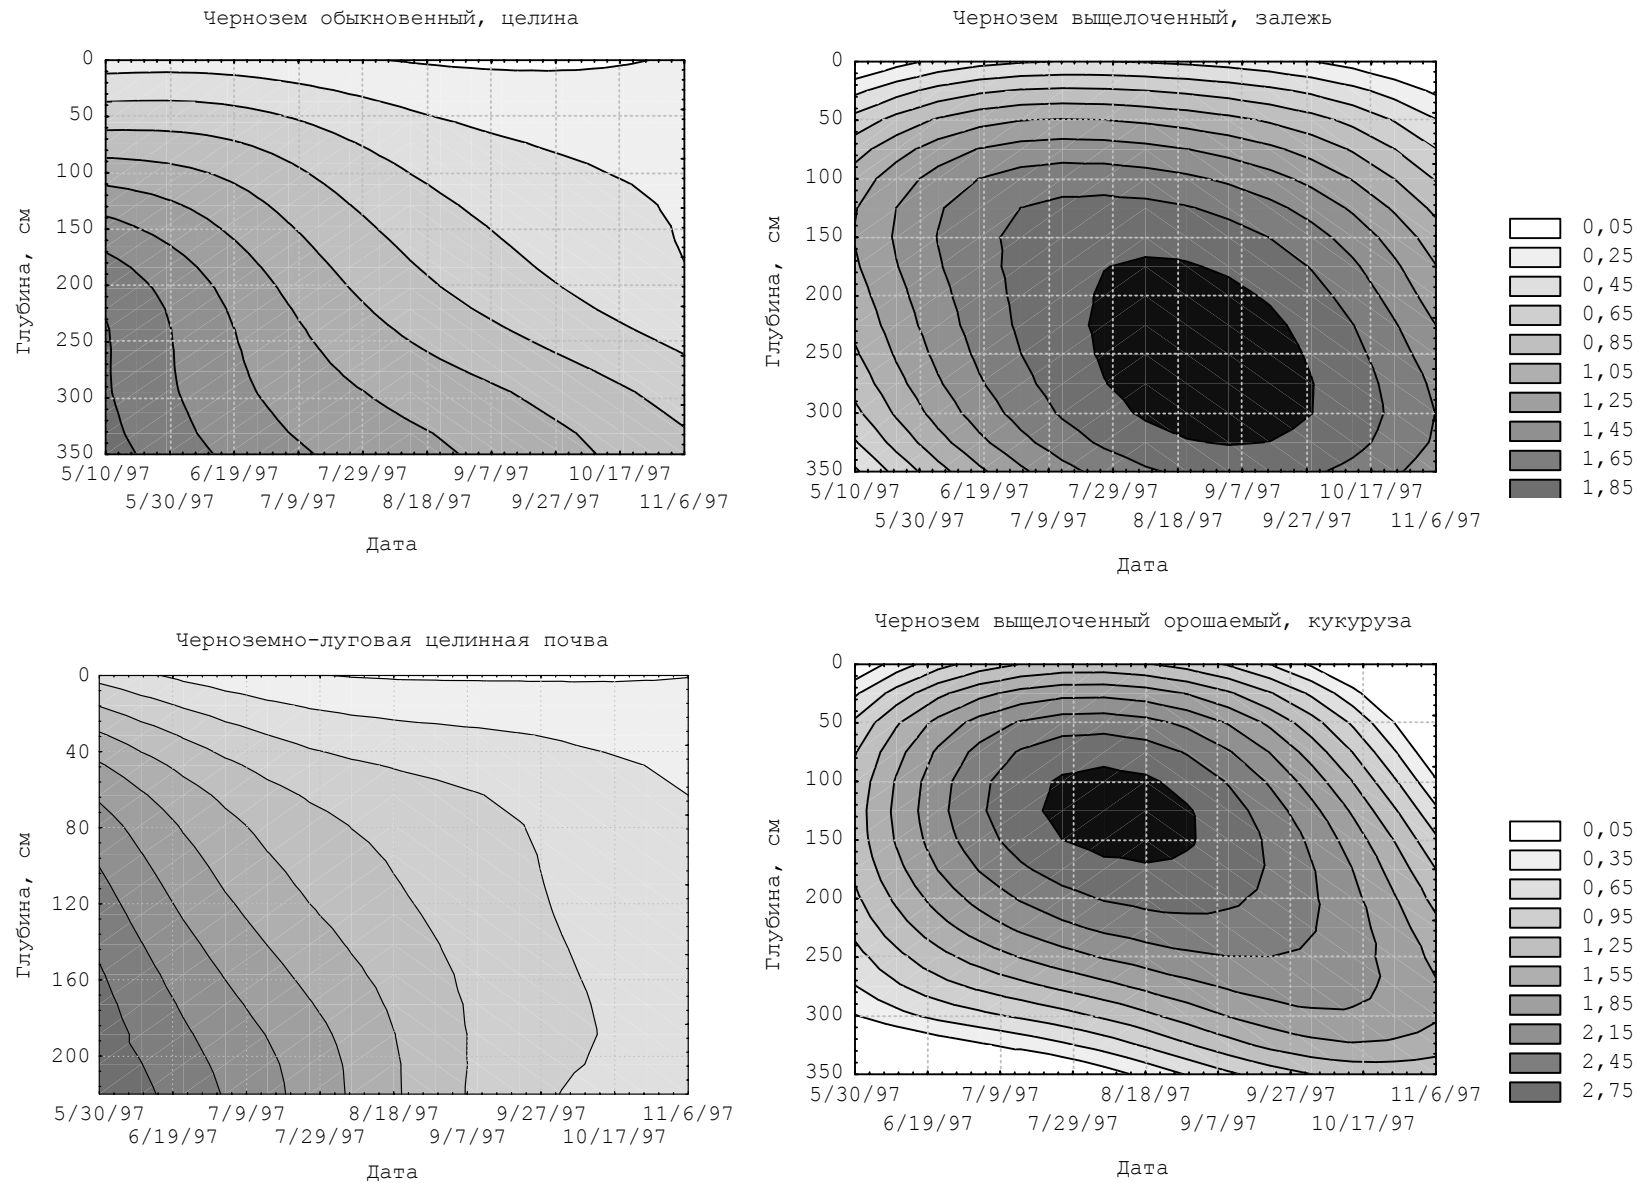 Чернозем обыкновенный, целина
Глубина, см
0
50
100
150
200
250
300
350
5/10/97 6/19/97 7/29/97 9/7/97 10/17/97
5/30/97 7/9/97 8/18/97 9/27/97 11/6/97
Дата
Чернозем выщелоченный, залежь
Глубина, см
0
50
100
150
200
250
300
350
5/10/97 6/19/97 7/29/97 9/7/97 10/17/97
5/30/97 7/9/97 8/18/97 9/27/97 11/6/97
Дата
0,05
0,25
0,45
0,65
0,85
1,05
1,25
1,45
1,65
1,85
Черноземно-луговая целинная почва
Глубина, см
0
40
80
120
160
200
5/30/97 7/9/97 8/18/97 9/27/97 11/6/97
6/19/97 7/29/97 9/7/97 10/17/97
Дата
Чернозем выщелоченный орошаемый, кукуруза
Глубина, см
0
50
100
150
200
250
300
350
5/30/97 7/9/97 8/18/97 9/27/97 11/6/97
6/19/97 7/29/97 9/7/97 10/17/97
Дата
0,05
0,35
0,65
0,95
1,25
1,55
1,85
2,15
2,45
2,75